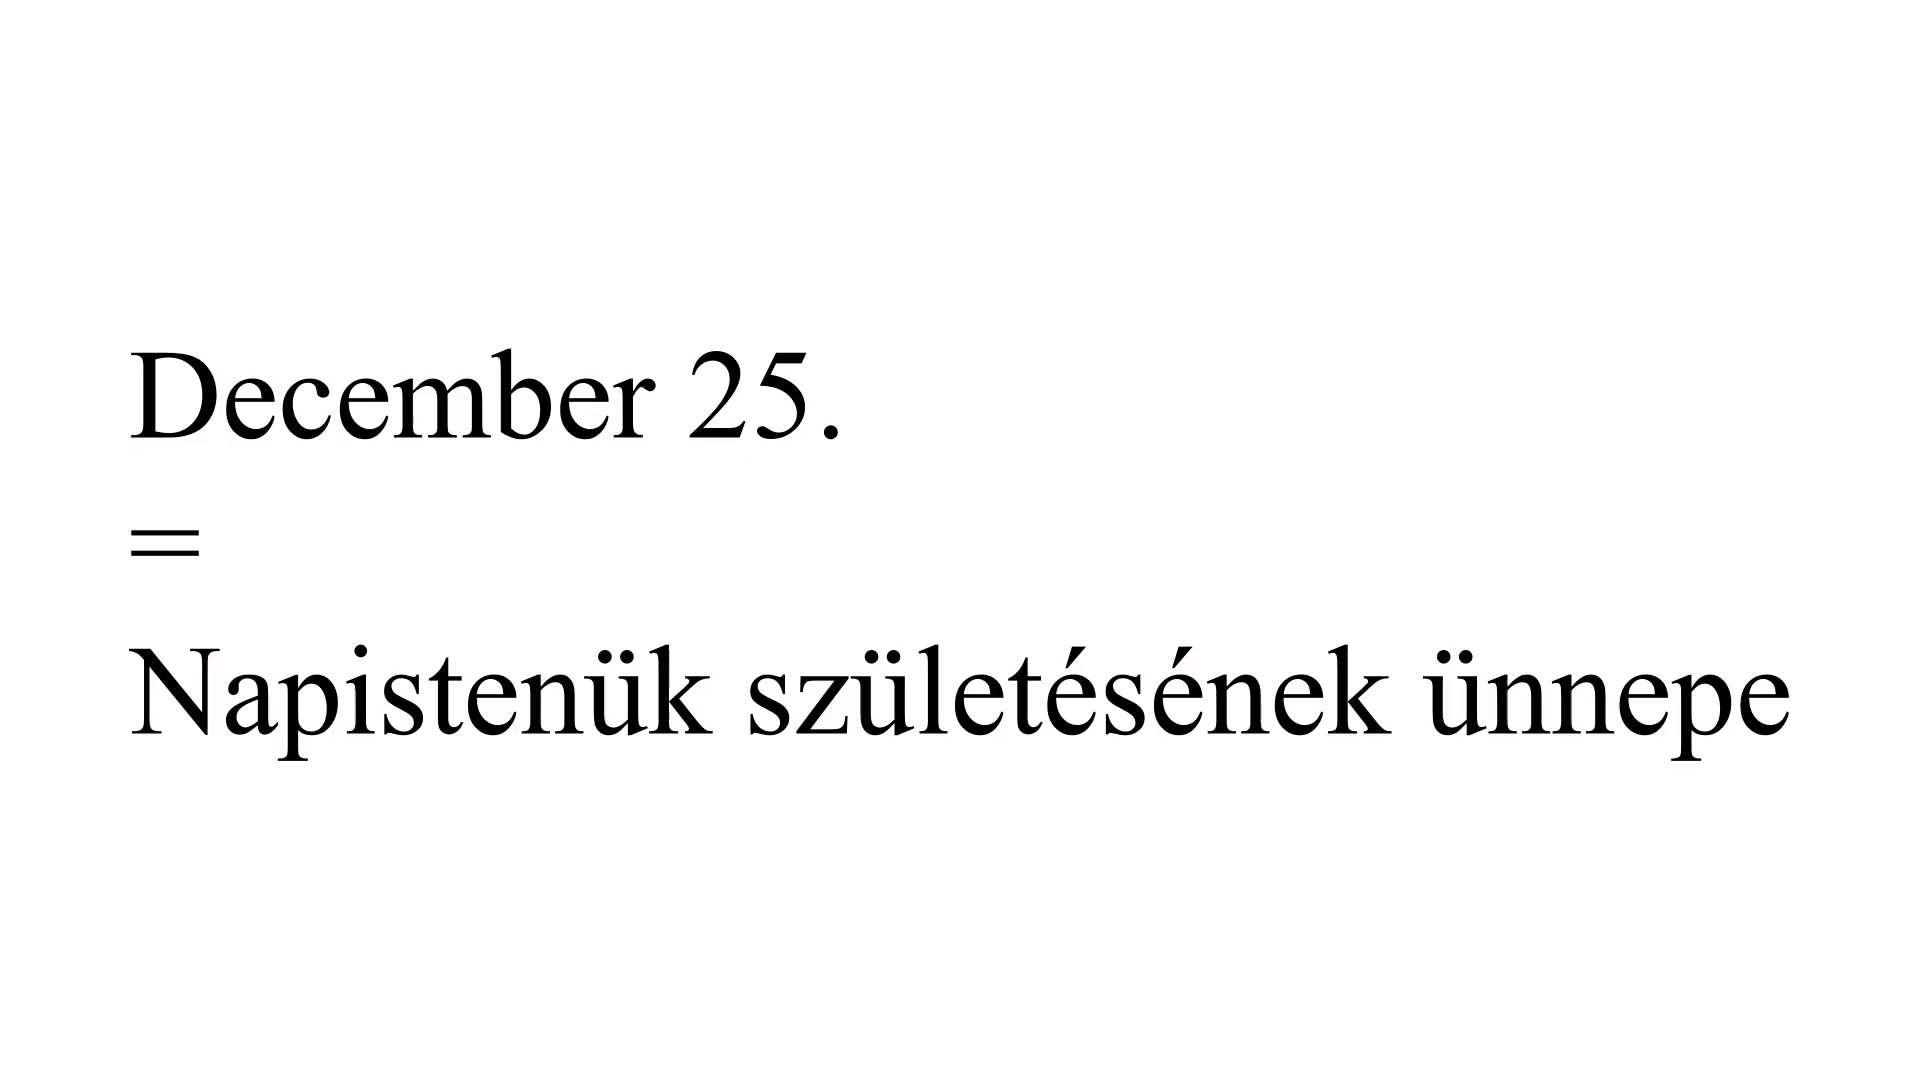 December 25.
=
Napistenük születésének ünnepe